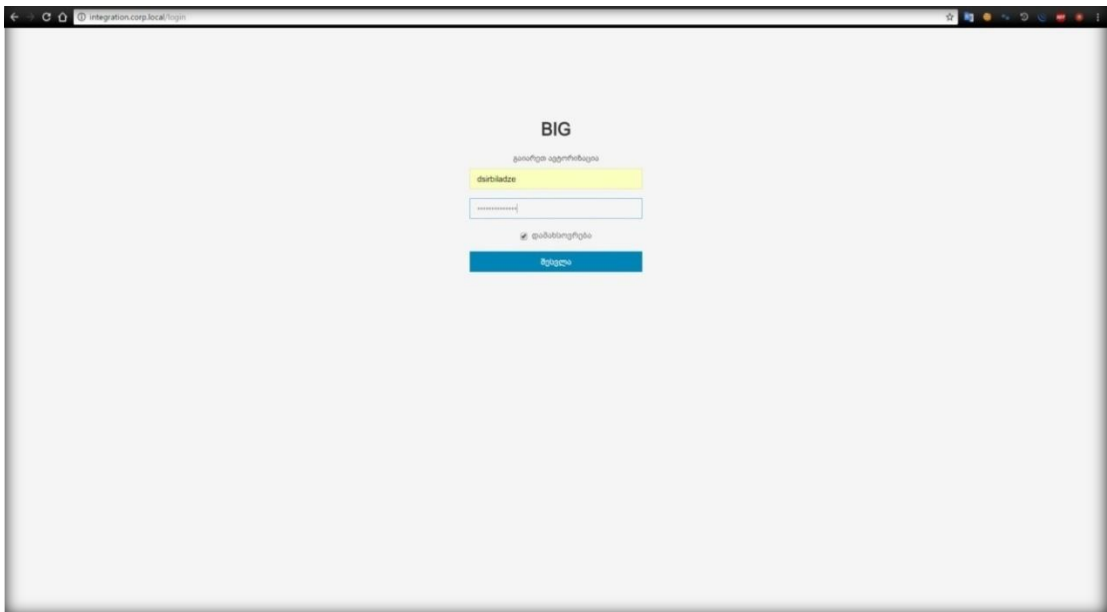 integration.corp.local/login
BIG
გაიარეთ ავტორიზაცია
dsirbiladze
დამახსოვრება
შესვლა